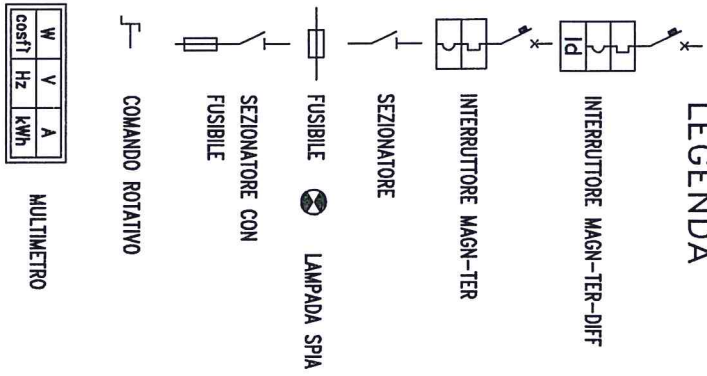 LEGENDA
Id
INTERRUTTORE MAGN-TER-DIFF
INTERRUTTORE MAGN-TER
SEZIONATORE
FUSIBILE
LAMPADA SPIA
SEZIONATORE CON
FUSIBILE
COMANDO ROTATIVO
W V A
cosfì Hz kWh
MULTIMETRO